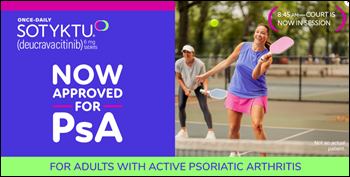 ONCE-DAILY
SOTYKTU
(deucravacitinib) 6 mg tablets
NOW
APPROVED
FOR
PsA
8:45 AM—COURT IS
NOW IN SESSION
Not an actual
patient.
FOR ADULTS WITH ACTIVE PSORIATIC ARTHRITIS